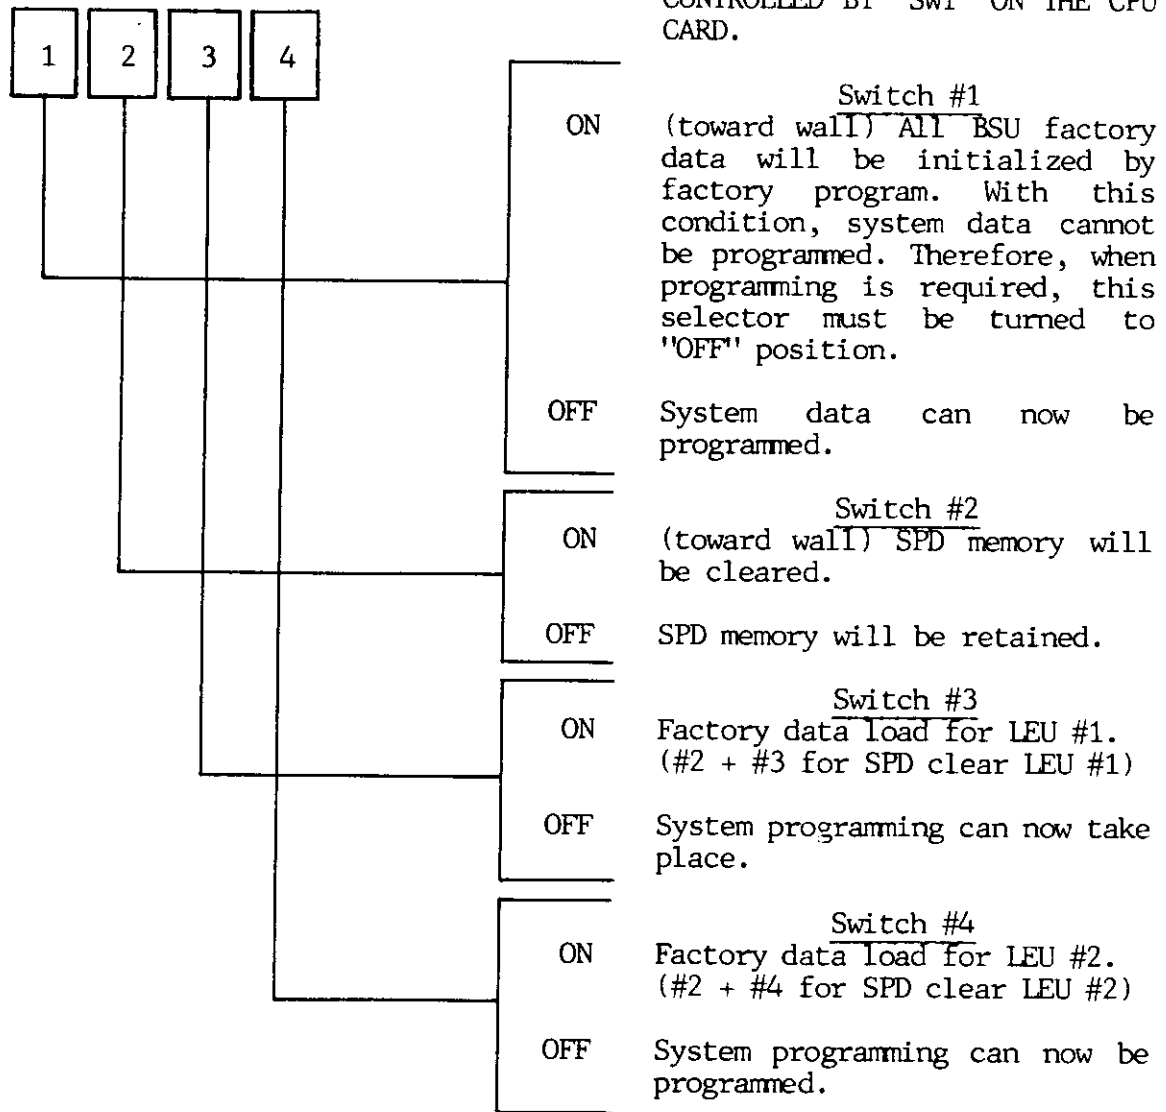 CONTROLLED BY "SW1" ON THE CPU
CARD.
1 2 3 4
Switch #1
ON (toward wall) All BSU factory
data will be initialized by
factory program. With this
condition, system data cannot
be programmed. Therefore, when
programming is required, this
selector must be turned to
"OFF" position.
OFF System data can now be
programmed.
Switch #2
ON (toward wall) SPD memory will
be cleared.
OFF SPD memory will be retained.
Switch #3
ON Factory data load for LEU #1.
(#2 + #3 for SPD clear LEU #1)
OFF System programming can now take
place.
Switch #4
ON Factory data load for LEU #2.
(#2 + #4 for SPD clear LEU #2)
OFF System programming can now be
programmed.